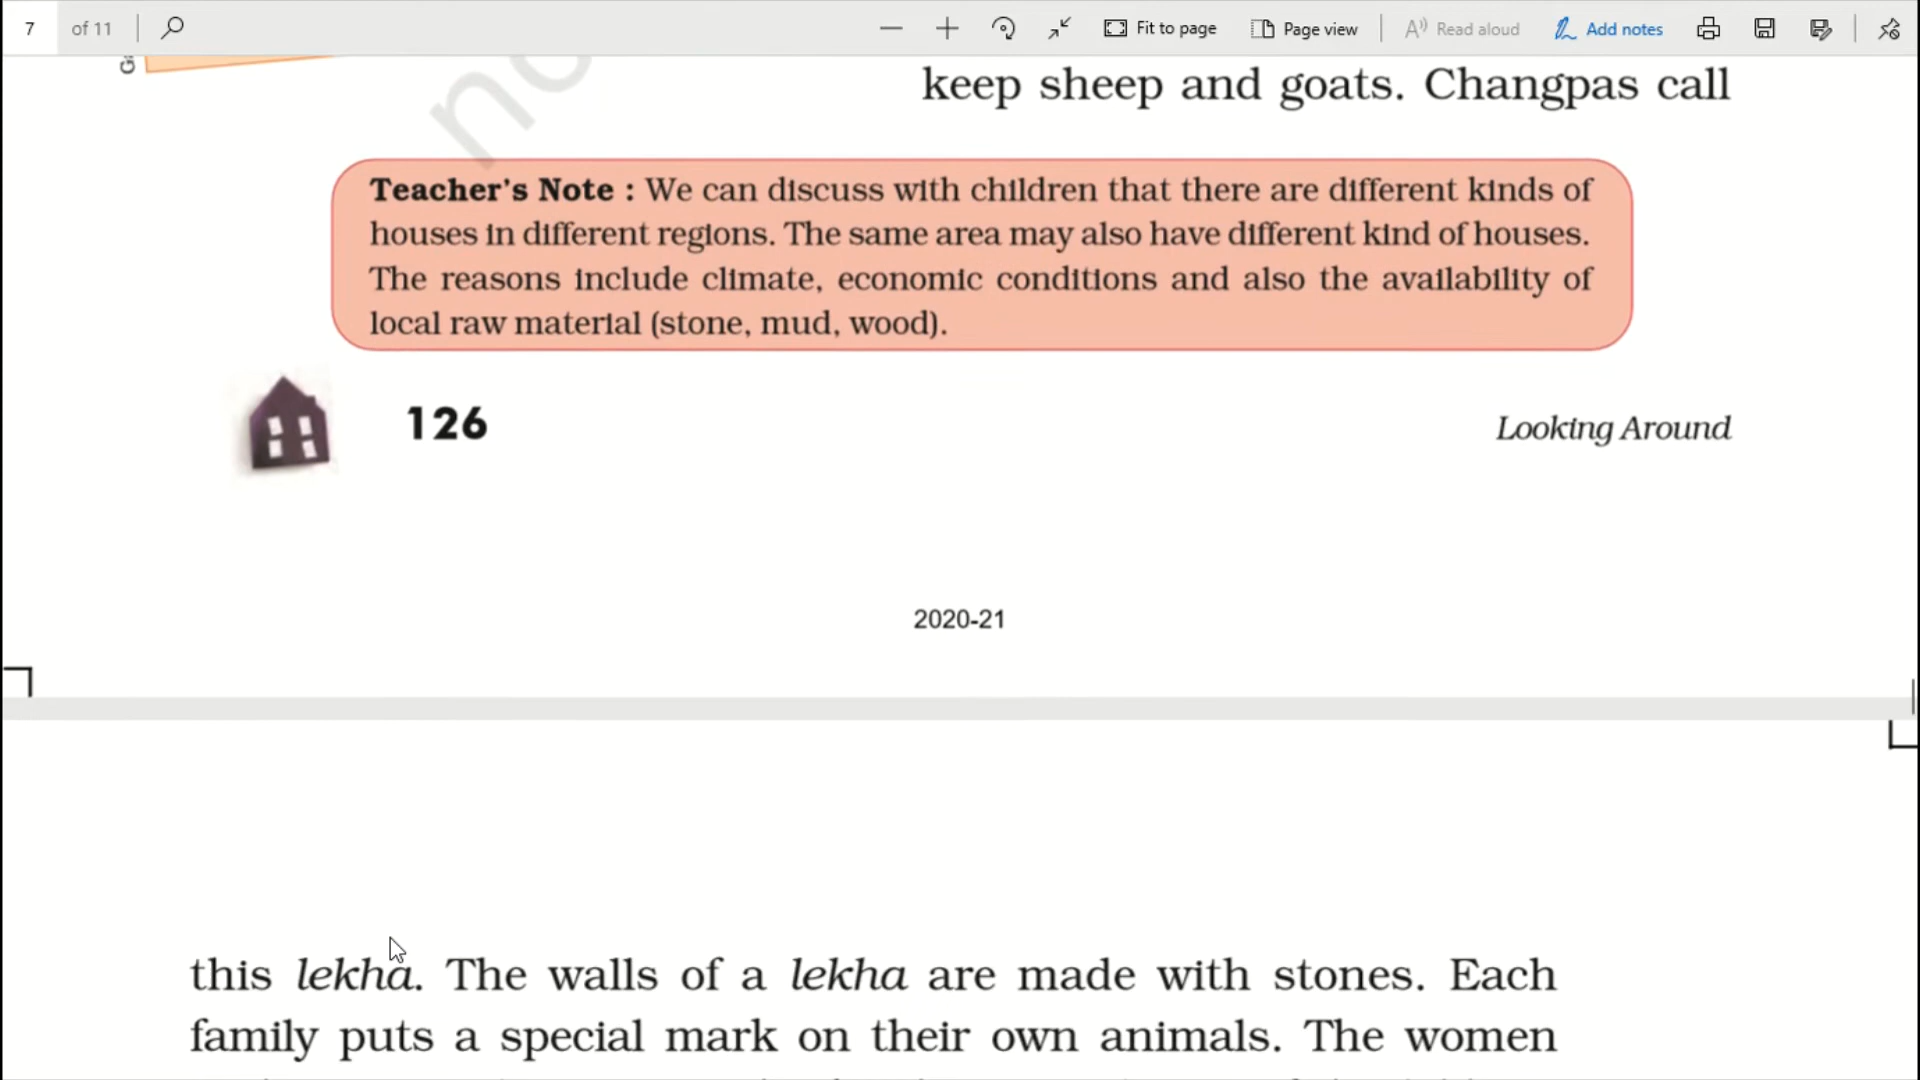 7 of 11 Fit to page Page view Read aloud Add notes
keep sheep and goats. Changpas call
Teacher's Note : We can discuss with children that there are different kinds of
houses in different regions. The same area may also have different kind of houses.
The reasons include climate, economic conditions and also the availability of
local raw material (stone, mud, wood).
126
Looking Around
2020-21
this lekha. The walls of a lekha are made with stones. Each
family puts a special mark on their own animals. The women